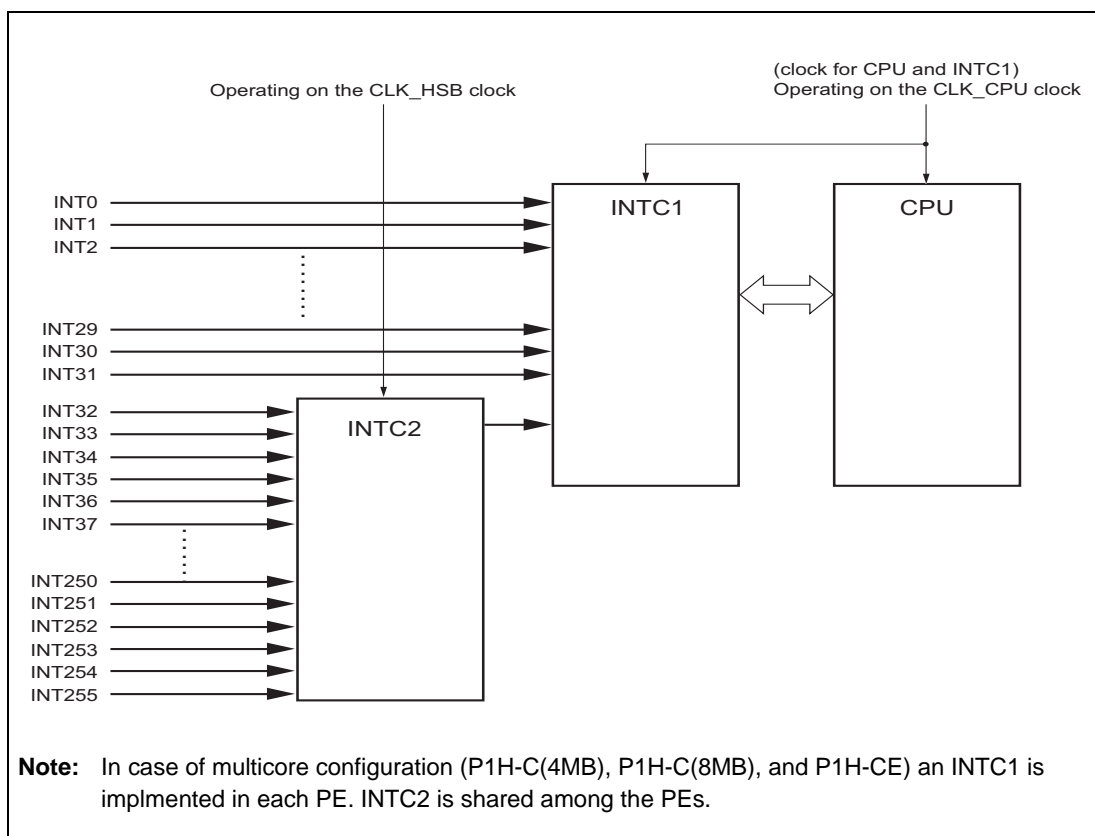 (clock for CPU and INTC1)
Operating on the CLK_HSB clock
Operating on the CLK_CPU clock
INT0
INT1
INT2
INTC1
CPU
INT29
INT30
INT31
INT32
INT33
INT34
INT35
INT36
INT37
INTC2
INT250
INT251
INT252
INT253
INT254
INT255
Note: In case of multicore configuration (P1H-C(4MB), P1H-C(8MB), and P1H-CE) an INTC1 is
implmented in each PE. INTC2 is shared among the PEs.